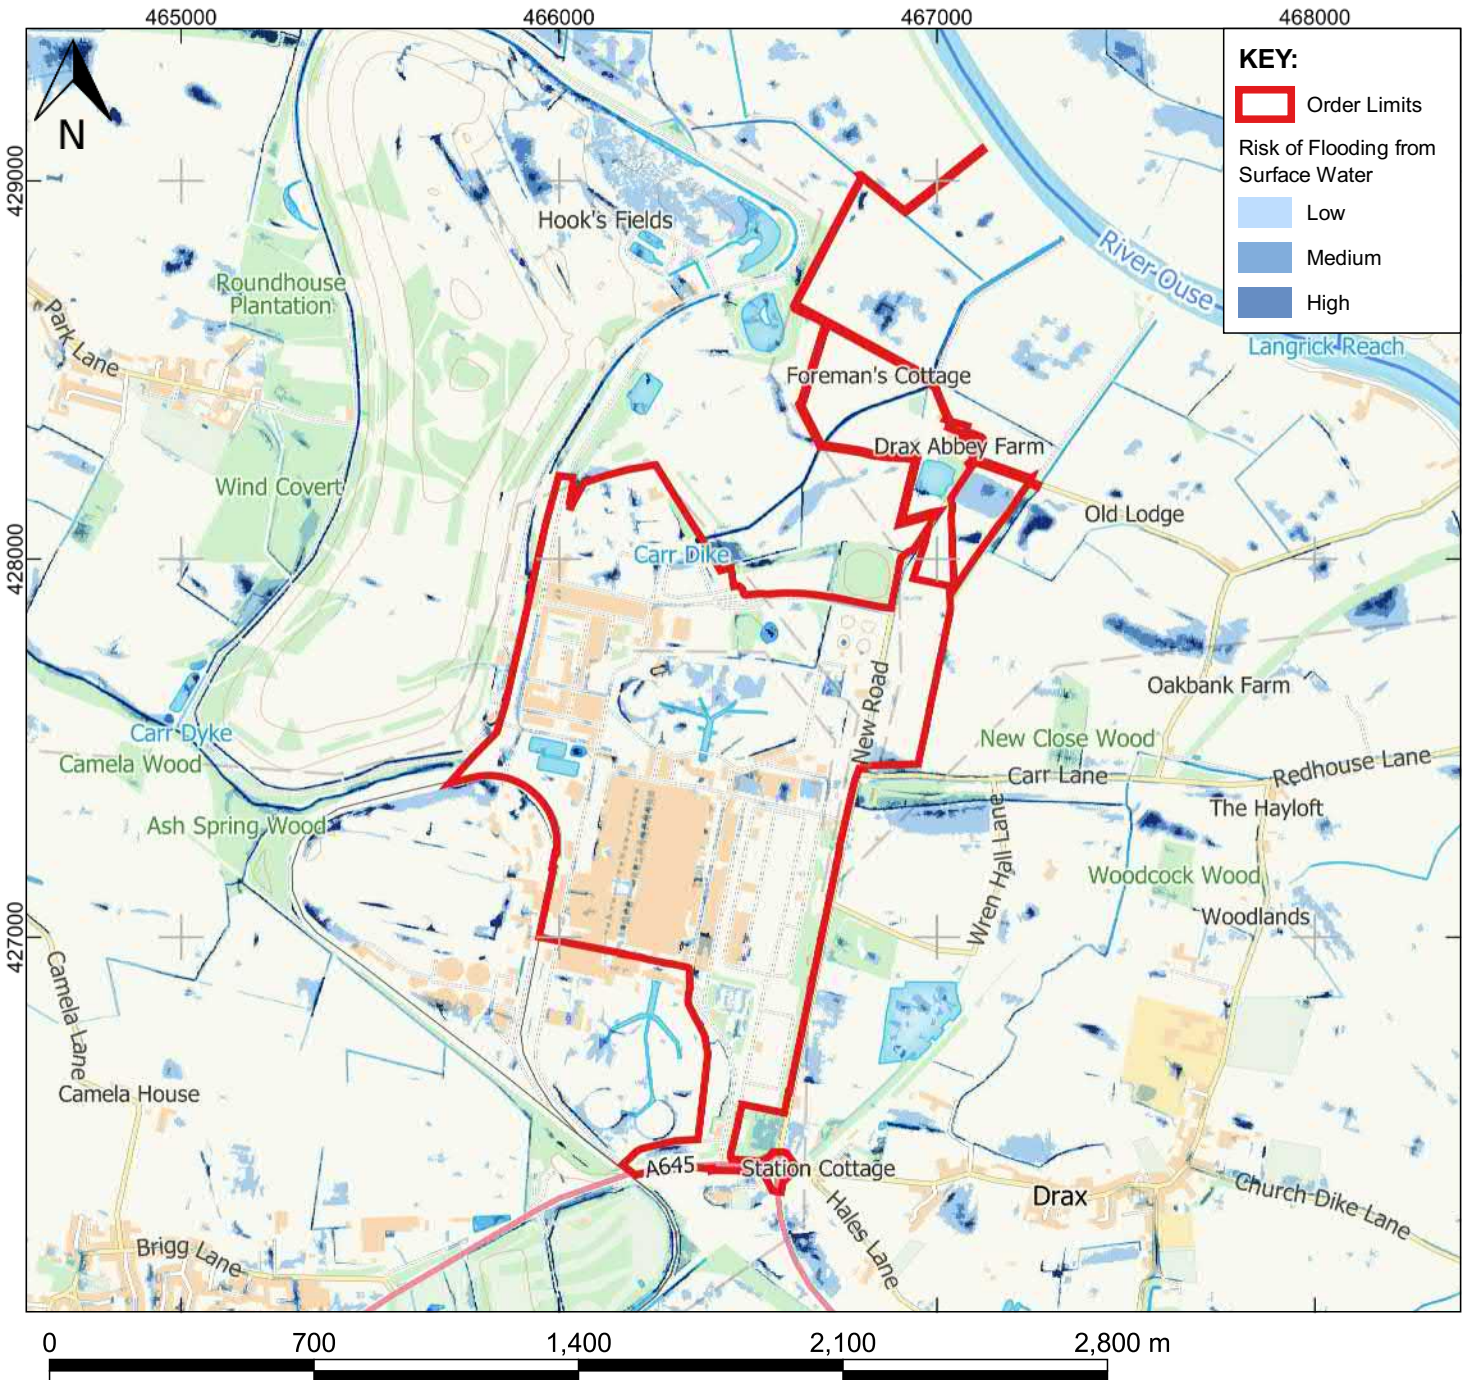 465000
466000
467000
468000
429000
428000
427000
N
KEY:
Order Limits
Risk of Flooding from
Surface Water
Low
Medium
High
Hook's Fields
River Ouse
Langrick Reach
Roundhouse
Plantation
Park Lane
Foreman's Cottage
Drax Abbey Farm
Wind Covert
Old Lodge
Carr Dike
Oakbank Farm
New Road
Carr Dyke
Camela Wood
New Close Wood
Carr Lane
Redhouse Lane
The Hayloft
Ash Spring Wood
Wren Hall Lane
Woodcock Wood
Woodlands
Camela Lane
Camela House
A645
Station Cottage
Drax
Church Dike Lane
Hales Lane
Brigg Lane
0
700
1,400
2,100
2,800 m